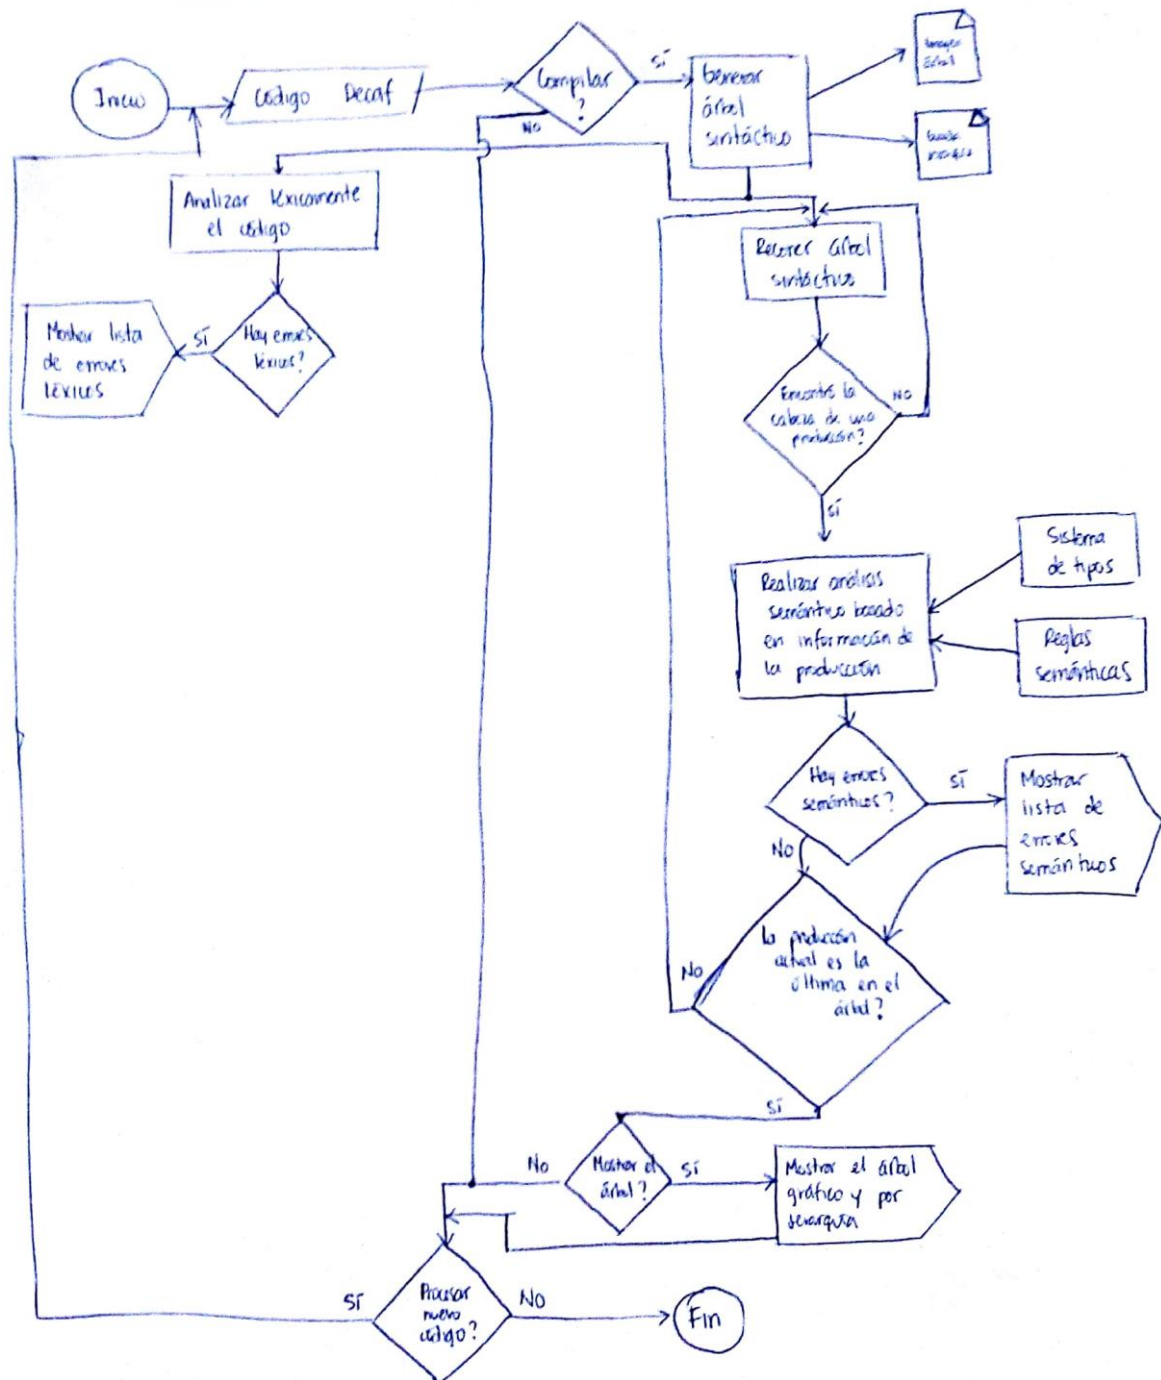 Inicio
Código Decaf
Compilar
?
SÍ
No
Generar
árbol
sintáctico
Imagen
árbol
Analizar léxicamente
el código
Hay errores
léxicos?
SÍ
Mostrar lista
de errores
léxicos
Recorrer árbol
sintáctico
Encontró la
cabeza de una
producción?
NO
SÍ
Realizar análisis
semántico basado
en información de
la producción
Sistema
de tipos
Reglas
semánticas
Hay errores
semánticos?
SÍ
Mostrar
lista de
errores
semánticos
NO
La producción
actual es la
última en el
árbol?
NO
SÍ
Mostrar el
árbol?
NO
SÍ
Mostrar el árbol
gráfico y por
jerarquía
Procesar
nuevo
código?
SÍ
NO
Fin